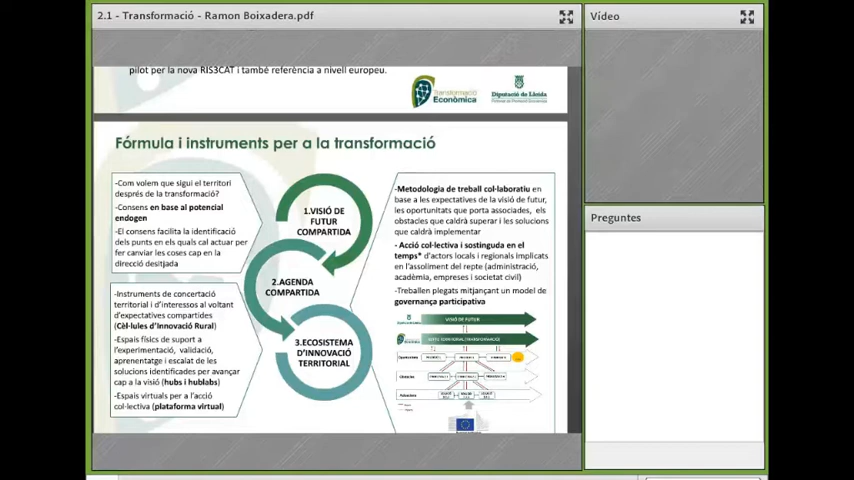 2.1 - Transformació - Ramon Boixadera.pdf
Vídeo
pilot per la nova RIS3CAT i també referència a nivell europeu.
Transformació
Econòmica
Diputació de Lleida
Fórmula i instruments per a la transformació
-Com volem que sigui el territori
després de la transformació?
-Consens en base al potencial
endogen
-El consens facilita la identificació
dels punts en els quals cal actuar per
fer canviar les coses cap en la
direcció desitjada
1.VISIÓ DE
FUTUR
COMPARTIDA
2.AGENDA
COMPARTIDA
3.ECOSISTEMA
D'INNOVACIÓ
TERRITORIAL
-Instruments de concertació
territorial i d'interessos al voltant
d'expectatives compartides
(Cèl·lules d'Innovació Rural)
-Espais físics de suport a
l'experimentació, validació,
aprenentatge i escalat de les
solucions identificades per avançar
cap a la visió (hubs i hublabs)
-Espais virtuals per a l'acció
col·lectiva (plataforma virtual)
-Metodologia de treball col·laboratiu en
base a les expectatives de la visió de futur,
les oportunitats que porta associades, els
obstacles que caldrà superar i les solucions
que caldrà implementar
- Acció col·lectiva i sostinguda en el
temps* d'actors locals i regionals implicats
en l'assoliment del repte (administració,
acadèmia, empreses i societat civil)
-Treballen plegats mitjançant un model de
governança participativa
VISIÓ DE FUTUR
Preguntes